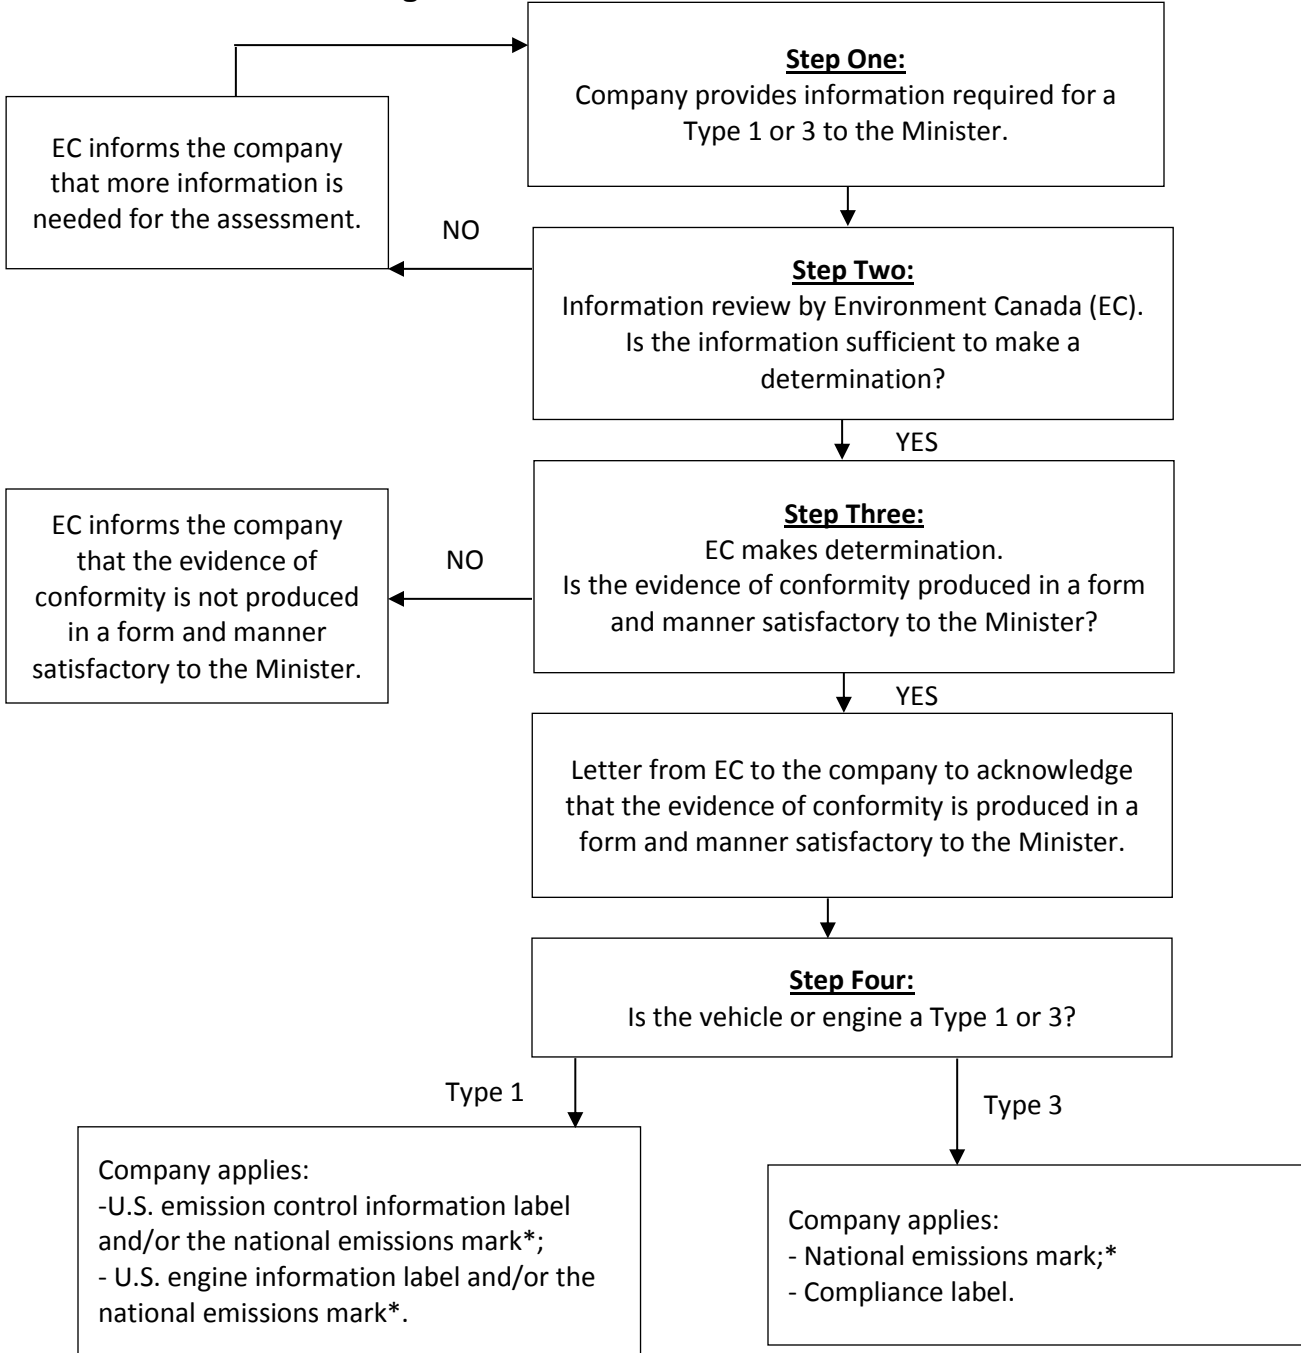 Step One:
Company provides information required for a
Type 1 or 3 to the Minister.
EC informs the company
that more information is
needed for the assessment.
NO
Step Two:
Information review by Environment Canada (EC).
Is the information sufficient to make a
determination?
YES
Step Three:
EC makes determination.
Is the evidence of conformity produced in a form
and manner satisfactory to the Minister?
NO
EC informs the company
that the evidence of
conformity is not produced
in a form and manner
satisfactory to the Minister.
YES
Letter from EC to the company to acknowledge
that the evidence of conformity is produced in a
form and manner satisfactory to the Minister.
Step Four:
Is the vehicle or engine a Type 1 or 3?
Type 1
Type 3
Company applies:
-U.S. emission control information label
and/or the national emissions mark*;
- U.S. engine information label and/or the
national emissions mark*.
Company applies:
- National emissions mark;*
- Compliance label.